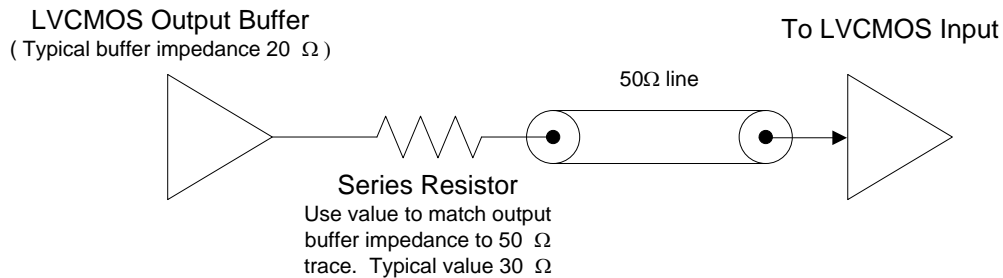 LVCMOS Output Buffer
( Typical buffer impedance 20 Ω )
To LVCMOS Input
50Ω line
Series Resistor
Use value to match output
buffer impedance to 50 Ω
trace. Typical value 30 Ω